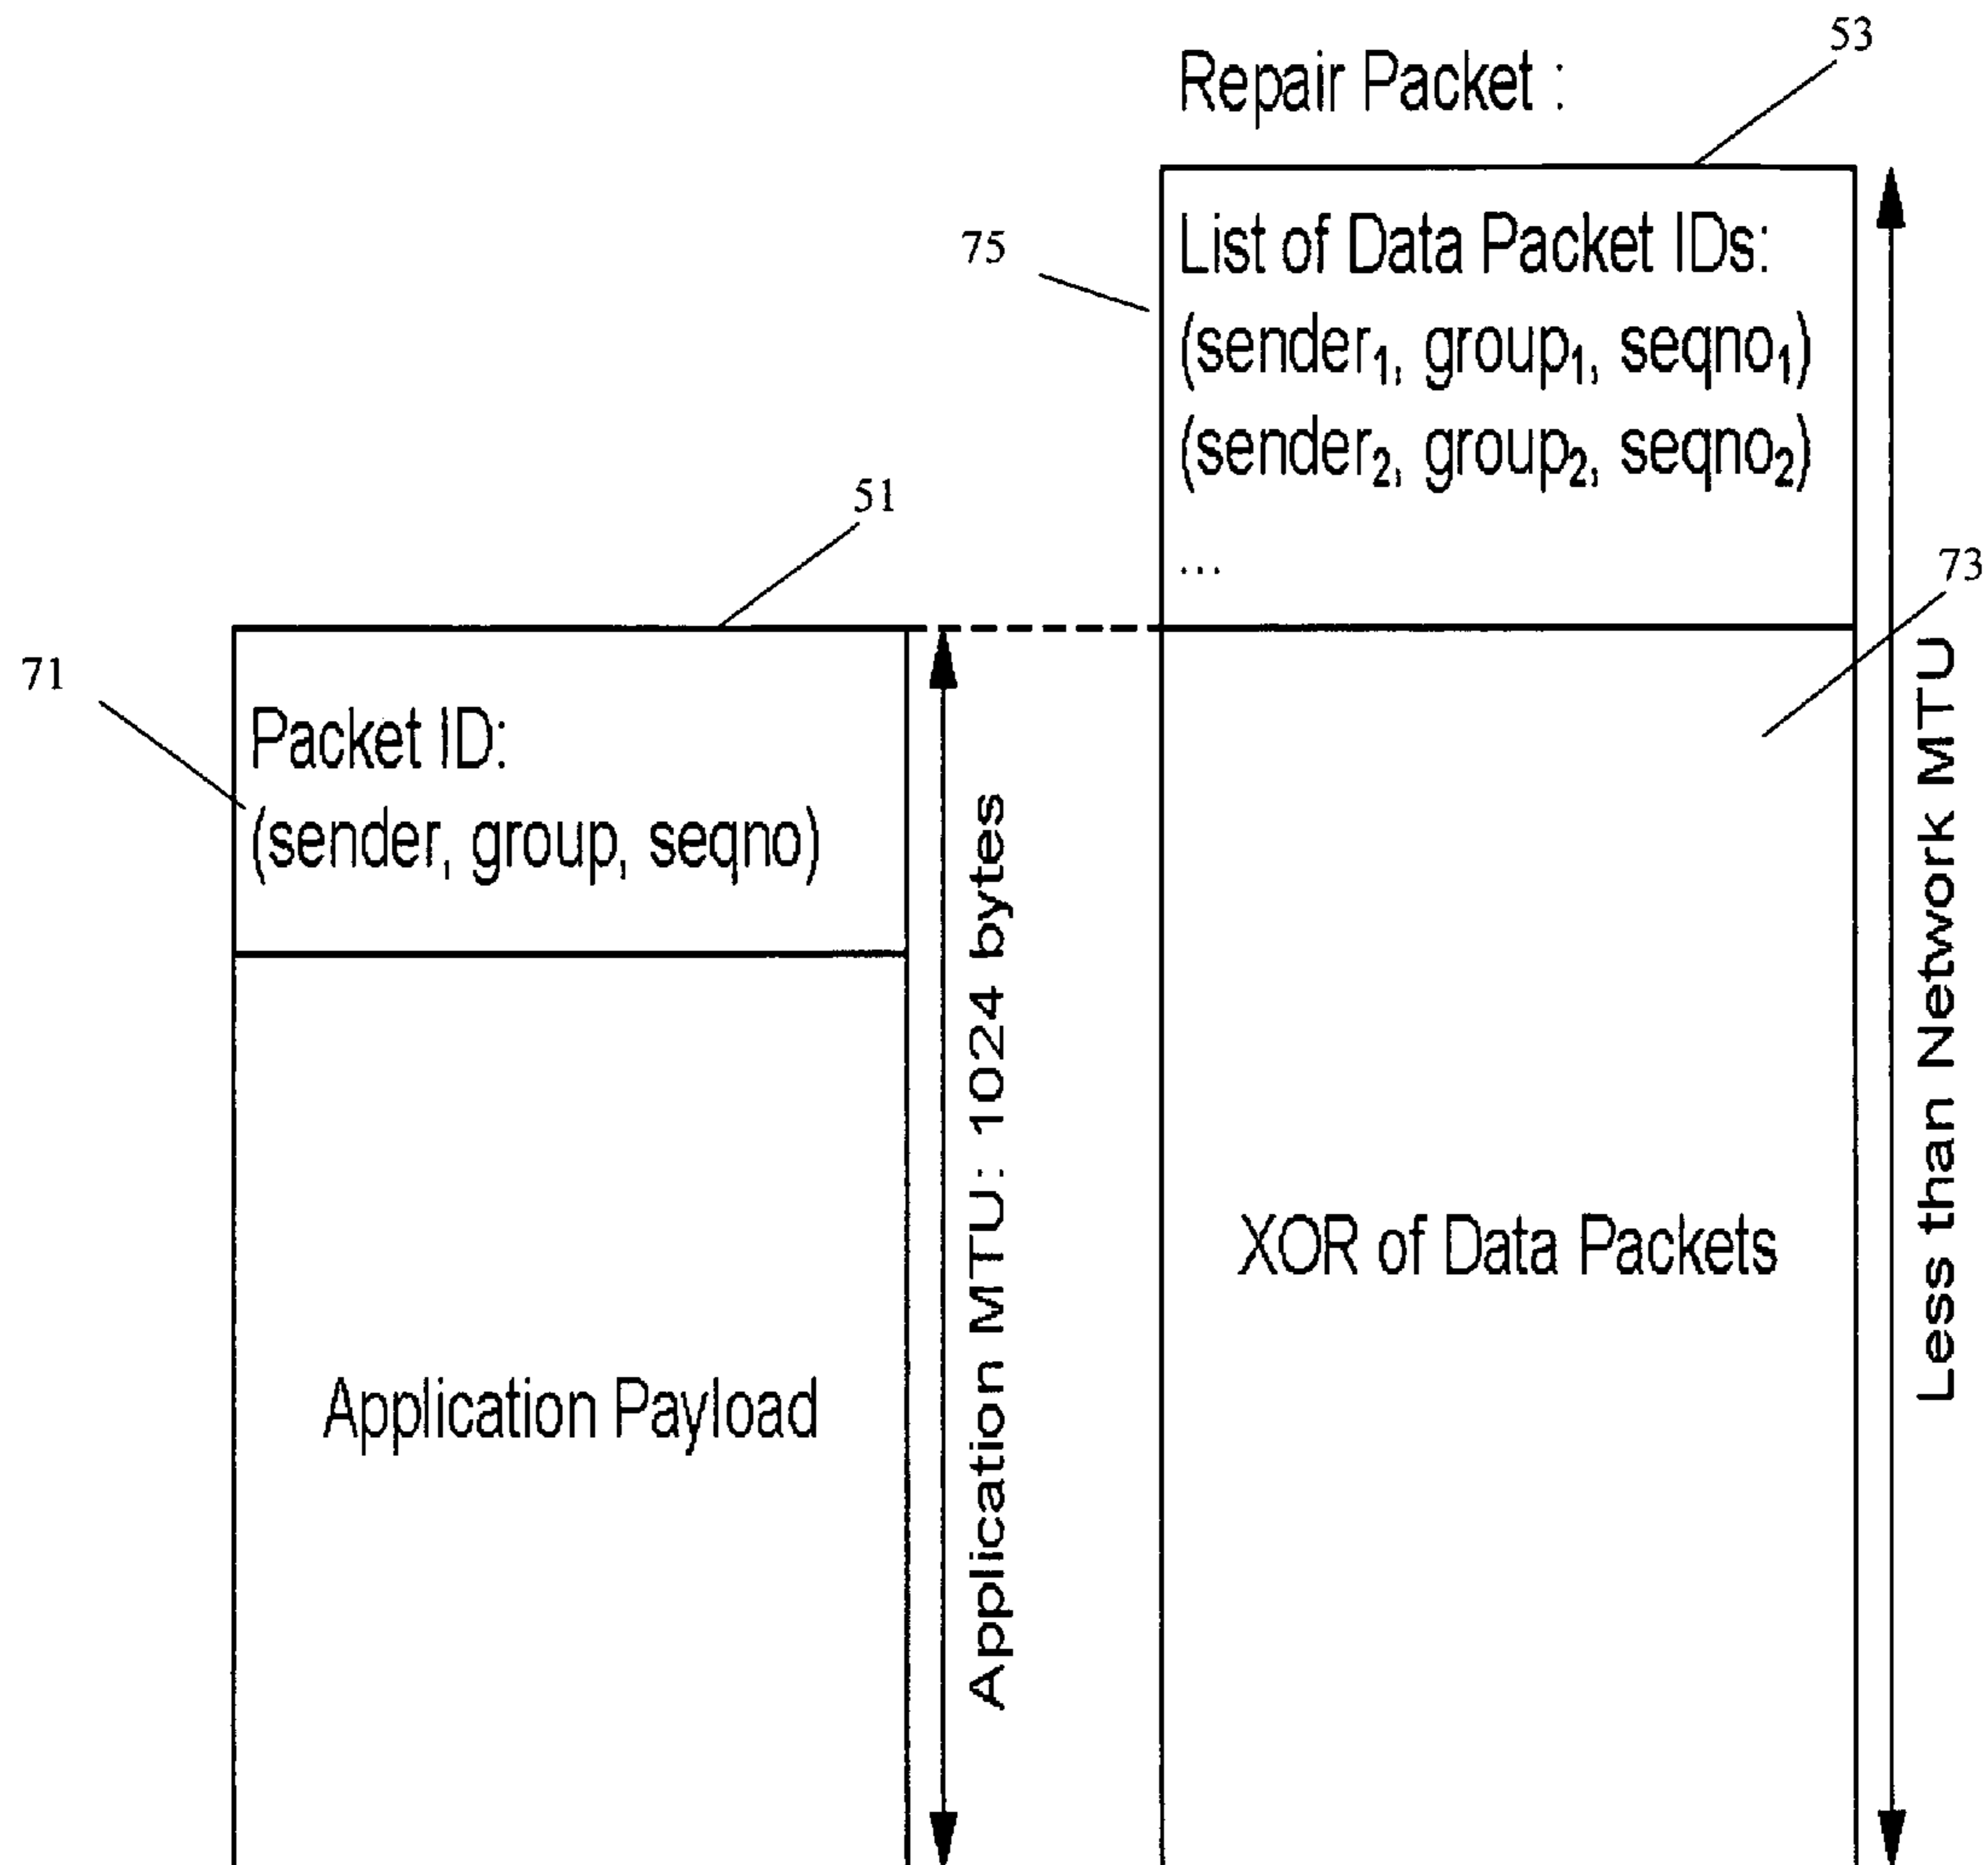 53
Repair Packet :
75
List of Data Packet IDs:
(sender₁, group₁, seqno₁)
(sender₂, group₂, seqno₂)
...
51
73
71
Packet ID:
(sender, group, seqno)
Application MTU: 1024 bytes
Less than Network MTU
XOR of Data Packets
Application Payload